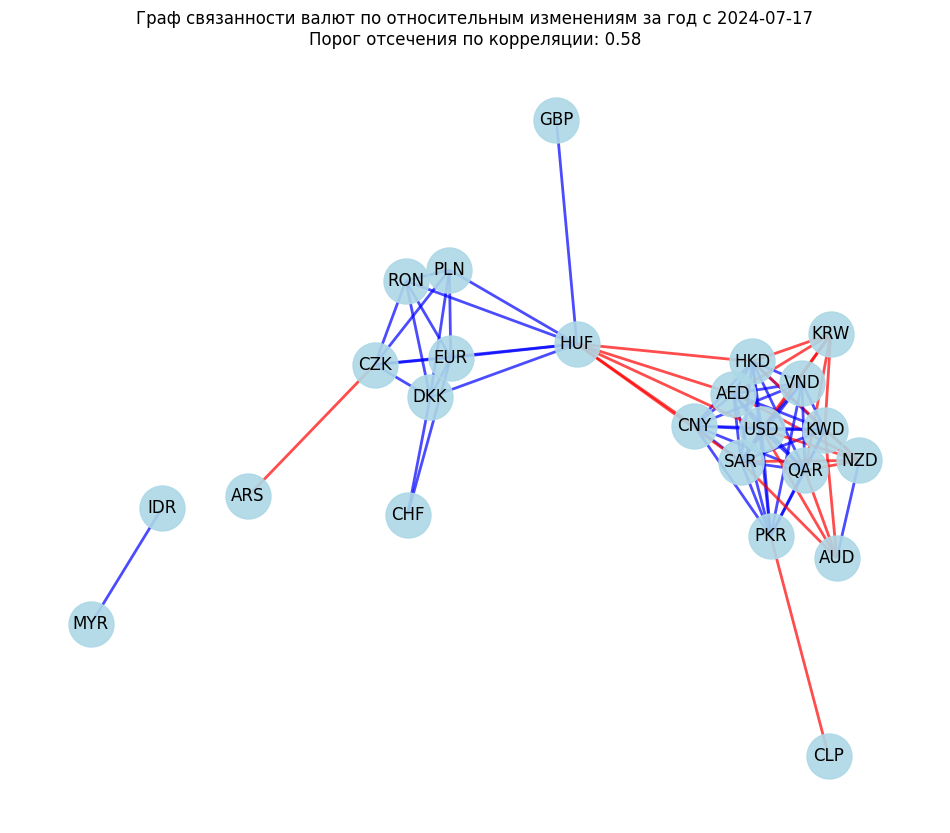 Граф связанности валют по относительным изменениям за год с 2024-07-17
Порог отсечения по корреляции: 0.58
GBP
PLN
RON
KRW
HUF
EUR
HKD
CZK
VND
AED
DKK
CNY
USD
KWD
SAR
NZD
QAR
ARS
IDR
CHF
PKR
AUD
MYR
CLP